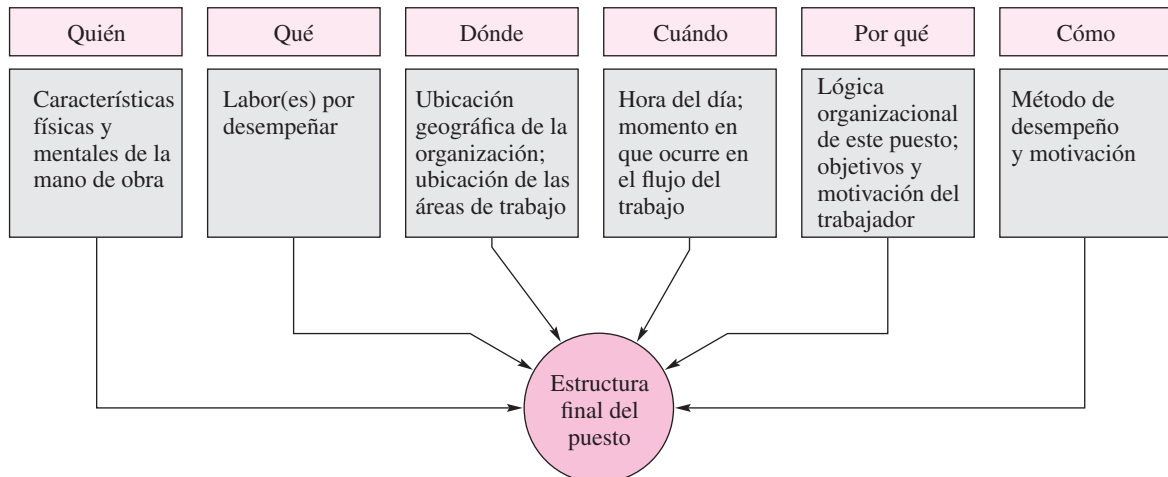 Quién
Características
físicas y
mentales de la
mano de obra
Qué
Labor(es) por
desempeñar
Dónde
Ubicación
geográfica de la
organización;
ubicación de las
áreas de trabajo
Cuándo
Hora del día;
momento en
que ocurre en
el flujo del
trabajo
Por qué
Lógica
organizacional
de este puesto;
objetivos y
motivación del
trabajador
Cómo
Método de
desempeño
y motivación
Estructura
final del
puesto